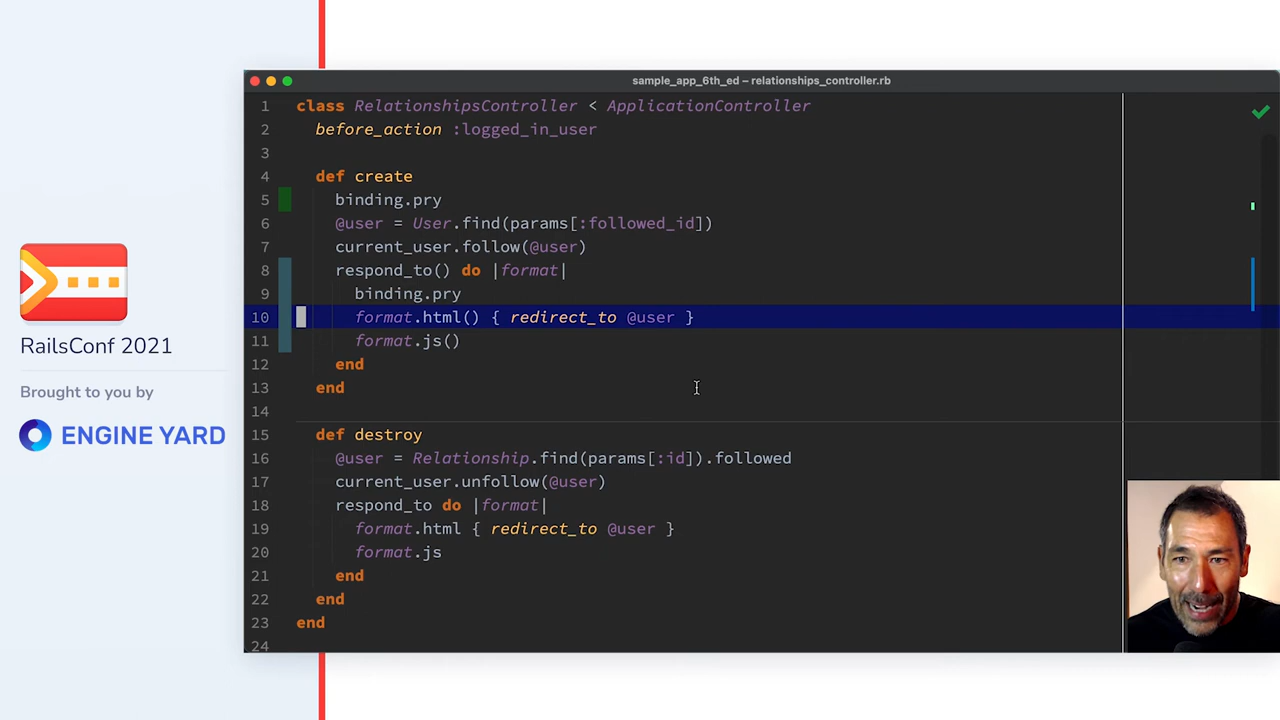 sample_app_6th_ed – relationships_controller.rb
1 class RelationshipsController < ApplicationController
2 before_action :logged_in_user
3
4 def create
5 binding.pry
6 @user = User.find(params[:followed_id])
7 current_user.follow(@user)
8 respond_to() do |format|
9 binding.pry
10 format.html() { redirect_to @user }
11 format.js()
12 end
13 end
14
15 def destroy
16 @user = Relationship.find(params[:id]).followed
17 current_user.unfollow(@user)
18 respond_to do |format|
19 format.html { redirect_to @user }
20 format.js
21 end
22 end
23 end
24
RailsConf 2021
Brought to you by
ENGINE YARD